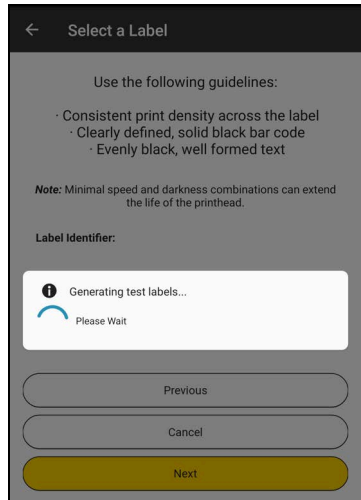 Select a Label
Use the following guidelines:
· Consistent print density across the label
· Clearly defined, solid black bar code
· Evenly black, well formed text
Note: Minimal speed and darkness combinations can extend
the life of the printhead.
Label Identifier:
Generating test labels...
Please Wait
Previous
Cancel
Next